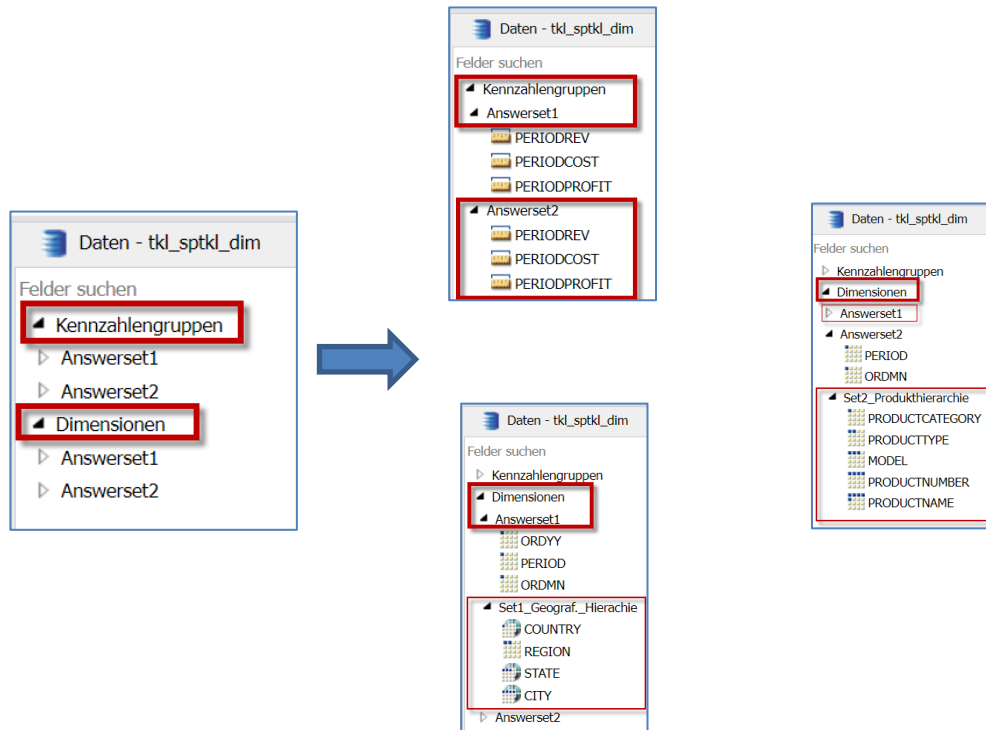 Daten - tkl_sptkl_dim
Felder suchen
Kennzahlengruppen
Answerset1
Answerset2
Dimensionen
Answerset1
Answerset2
Daten - tkl_sptkl_dim
Felder suchen
Kennzahlengruppen
Answerset1
PERIODREV
PERIODCOST
PERIODPROFIT
Answerset2
PERIODREV
PERIODCOST
PERIODPROFIT
Daten - tkl_sptkl_dim
Felder suchen
Kennzahlengruppen
Dimensionen
Answerset1
ORDYY
PERIOD
ORDMN
Set1_Geograf._Hierachie
COUNTRY
REGION
STATE
CITY
Answerset2
Daten - tkl_sptkl_dim
Felder suchen
Kennzahlengruppen
Dimensionen
Answerset1
Answerset2
PERIOD
ORDMN
Set2_Produkthierarchie
PRODUCTCATEGORY
PRODUCTTYPE
MODEL
PRODUCTNUMBER
PRODUCTNAME